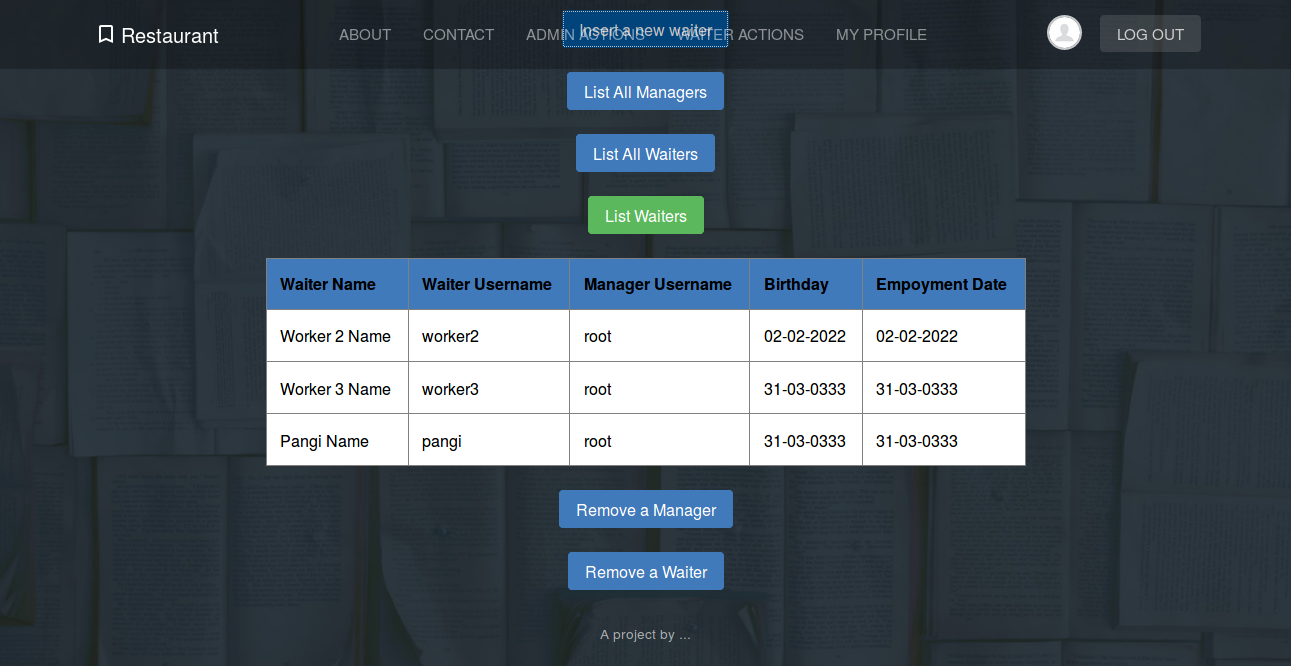 Restaurant ABOUT CONTACT ADMIN ACTIONS WAITER ACTIONS MY PROFILE LOG OUT
Insert a new waiter
List All Managers
List All Waiters
List Waiters
Waiter Name Waiter Username Manager Username Birthday Empoyment Date
Worker 2 Name worker2 root 02-02-2022 02-02-2022
Worker 3 Name worker3 root 31-03-0333 31-03-0333
Pangi Name pangi root 31-03-0333 31-03-0333
Remove a Manager
Remove a Waiter
A project by ...